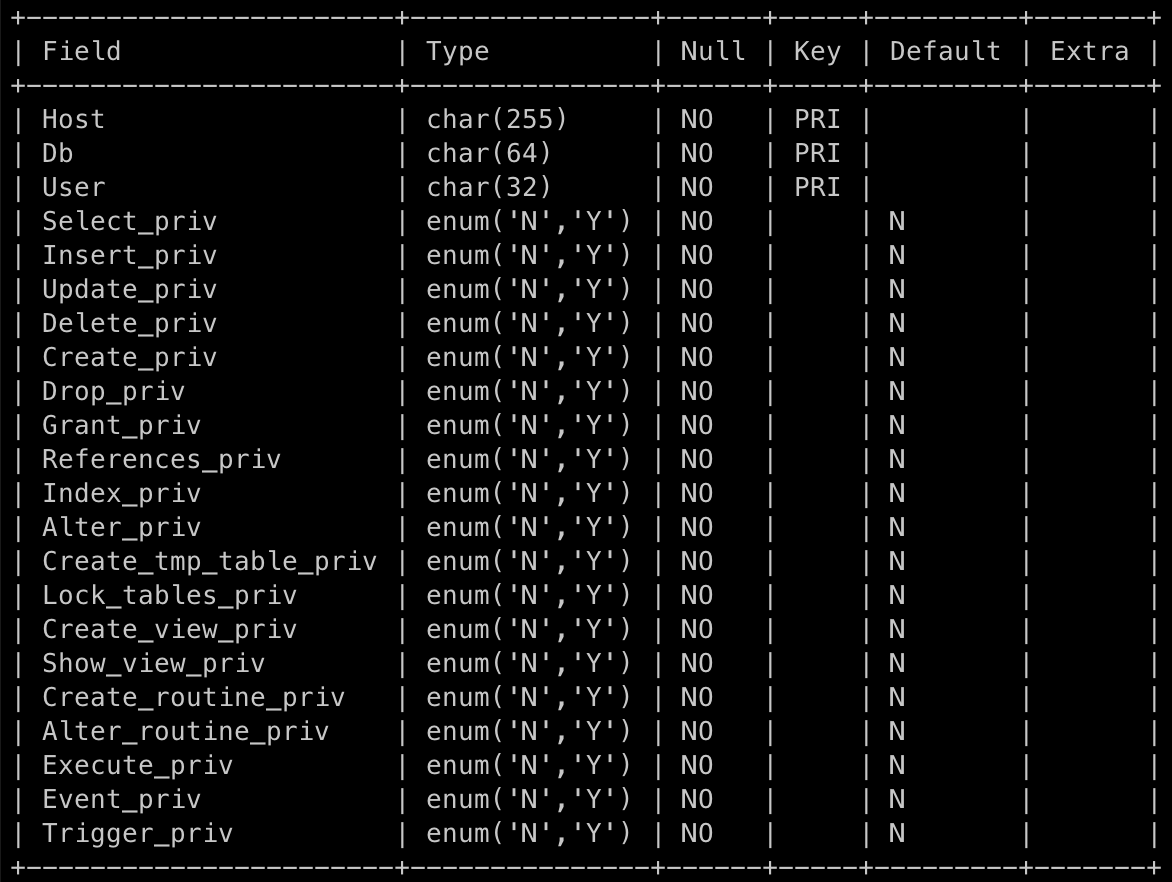 +-----------------------+---------------+------+-----+---------+-------+
| Field                 | Type          | Null | Key | Default | Extra |
+-----------------------+---------------+------+-----+---------+-------+
| Host                  | char(255)     | NO   | PRI |         |       |
| Db                    | char(64)      | NO   | PRI |         |       |
| User                  | char(32)      | NO   | PRI |         |       |
| Select_priv           | enum('N','Y') | NO   |     | N       |       |
| Insert_priv           | enum('N','Y') | NO   |     | N       |       |
| Update_priv           | enum('N','Y') | NO   |     | N       |       |
| Delete_priv           | enum('N','Y') | NO   |     | N       |       |
| Create_priv           | enum('N','Y') | NO   |     | N       |       |
| Drop_priv             | enum('N','Y') | NO   |     | N       |       |
| Grant_priv            | enum('N','Y') | NO   |     | N       |       |
| References_priv       | enum('N','Y') | NO   |     | N       |       |
| Index_priv            | enum('N','Y') | NO   |     | N       |       |
| Alter_priv            | enum('N','Y') | NO   |     | N       |       |
| Create_tmp_table_priv | enum('N','Y') | NO   |     | N       |       |
| Lock_tables_priv      | enum('N','Y') | NO   |     | N       |       |
| Create_view_priv      | enum('N','Y') | NO   |     | N       |       |
| Show_view_priv        | enum('N','Y') | NO   |     | N       |       |
| Create_routine_priv   | enum('N','Y') | NO   |     | N       |       |
| Alter_routine_priv    | enum('N','Y') | NO   |     | N       |       |
| Execute_priv          | enum('N','Y') | NO   |     | N       |       |
| Event_priv            | enum('N','Y') | NO   |     | N       |       |
| Trigger_priv          | enum('N','Y') | NO   |     | N       |       |
+-----------------------+---------------+------+-----+---------+-------+